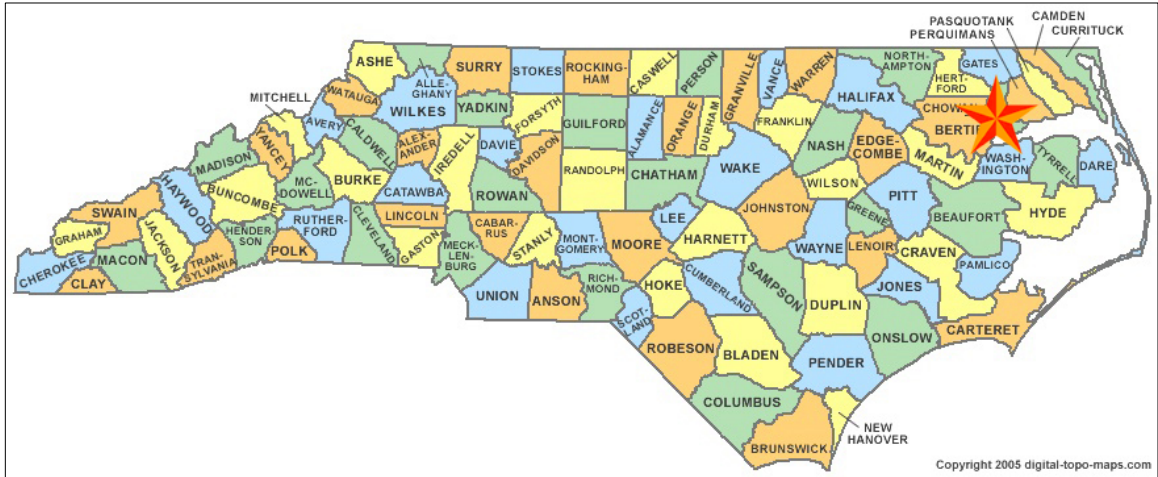 PASQUOTANK
PERQUIMANS
CAMDEN
CURRITUCK
ASHE
ALLE-
GHANY
SURRY
STOKES
ROCKING-
HAM
CASWELL
PERSON
GRANVILLE
VANCE
WARREN
NORTH-
AMPTON
GATES
HERT-
FORD
HALIFAX
BERTIE
MITCHELL
WATAUGA
WILKES
YADKIN
FORSYTH
GUILFORD
ALAMANCE
ORANGE
DURHAM
FRANKLIN
NASH
EDGE-
COMBE
MARTIN
WASH-
INGTON
TYRRELL
DARE
AVERY
CALDWELL
ALEX-
ANDER
IREDELL
DAVIE
DAVIDSON
RANDOLPH
CHATHAM
WAKE
WILSON
PITT
BEAUFORT
HYDE
MADISON
YANCEY
MC-
DOWELL
BURKE
CATAWBA
ROWAN
HAYWOOD
BUNCOMBE
RUTHER-
FORD
CLEVELAND
LINCOLN
GASTON
CABAR-
RUS
STANLY
MONT-
GOMERY
MOORE
LEE
HARNETT
JOHNSTON
WAYNE
GREENE
LENOIR
CRAVEN
PAMLICO
SWAIN
GRAHAM
JACKSON
HENDER-
SON
TRAN-
SYLVANIA
POLK
MECK-
LEN-
BURG
CHEROKEE
CLAY
MACON
UNION
ANSON
RICH-
MOND
SCOT-
LAND
HOKE
CUMBERLAND
SAMPSON
DUPLIN
JONES
ONSLOW
CARTERET
ROBESON
BLADEN
PENDER
COLUMBUS
BRUNSWICK
NEW
HANOVER
Copyright 2005 digital-topo-maps.com